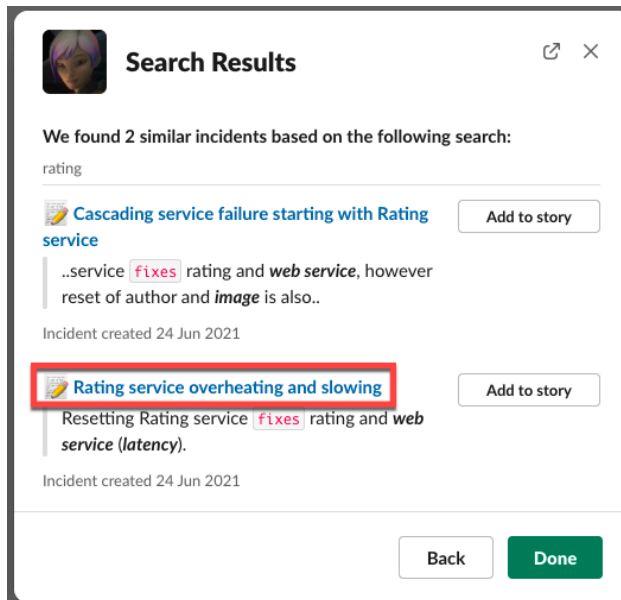 Search Results
We found 2 similar incidents based on the following search:
rating
Cascading service failure starting with Rating
service
Add to story
..service fixes rating and web service, however
reset of author and image is also..
Incident created 24 Jun 2021
Rating service overheating and slowing
Add to story
Resetting Rating service fixes rating and web
service (latency).
Incident created 24 Jun 2021
Back
Done